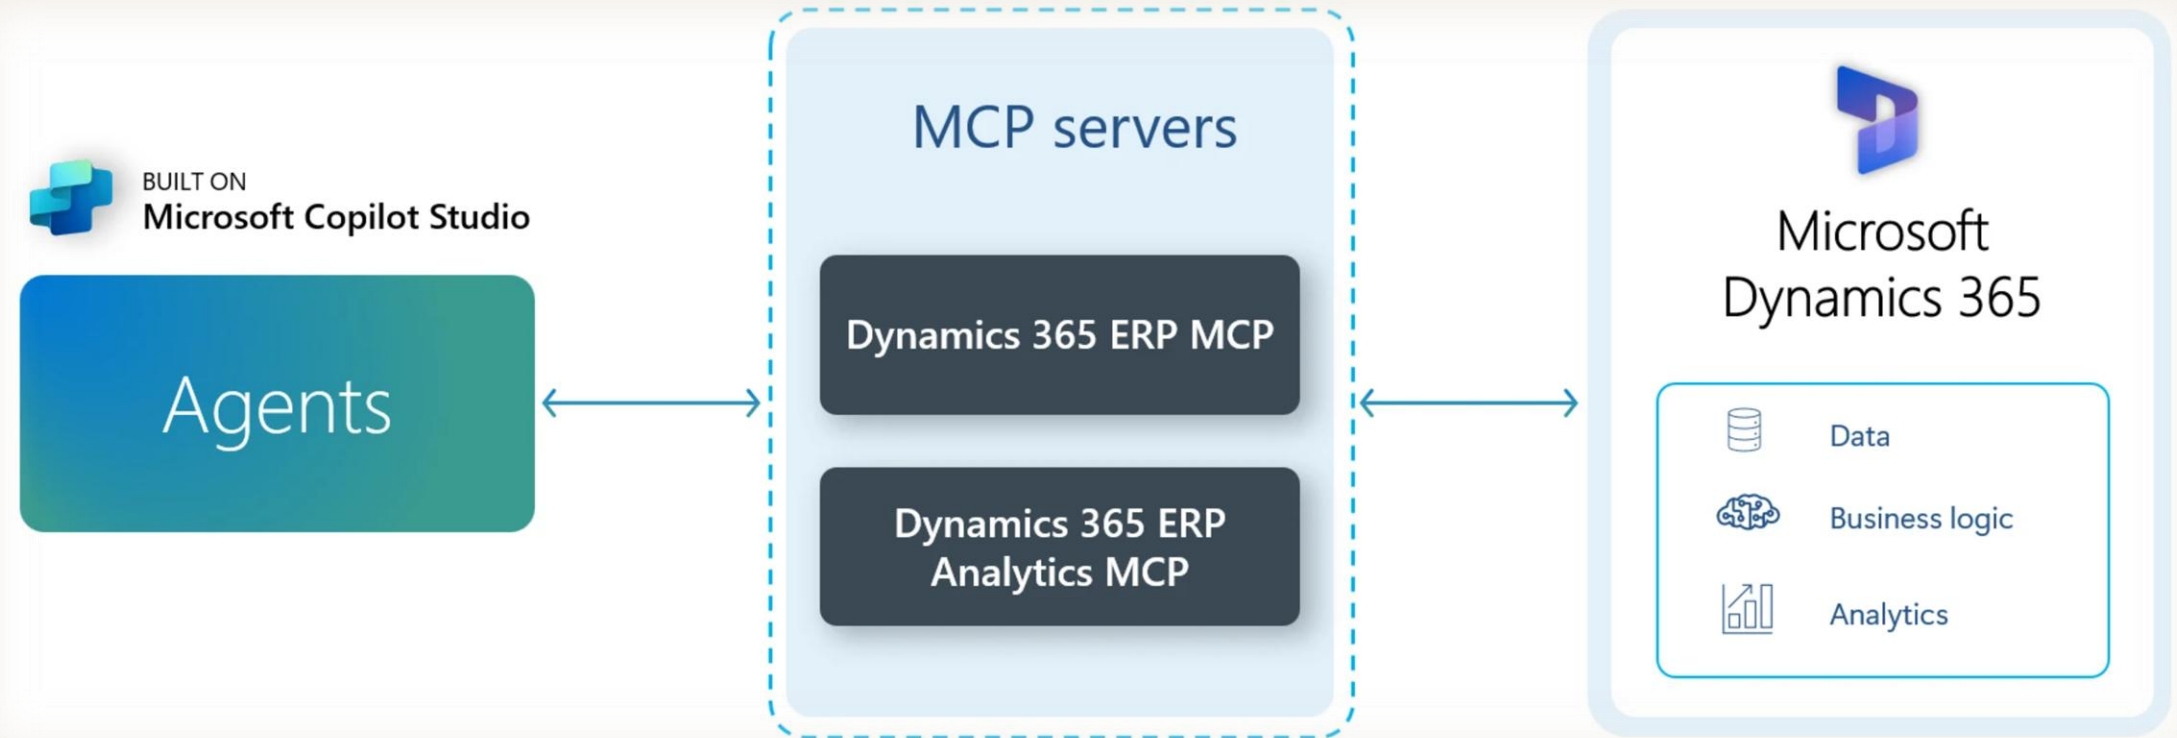 BUILT ON
Microsoft Copilot Studio
Agents
MCP servers
Dynamics 365 ERP MCP
Dynamics 365 ERP
Analytics MCP
Microsoft
Dynamics 365
Data
Business logic
Analytics